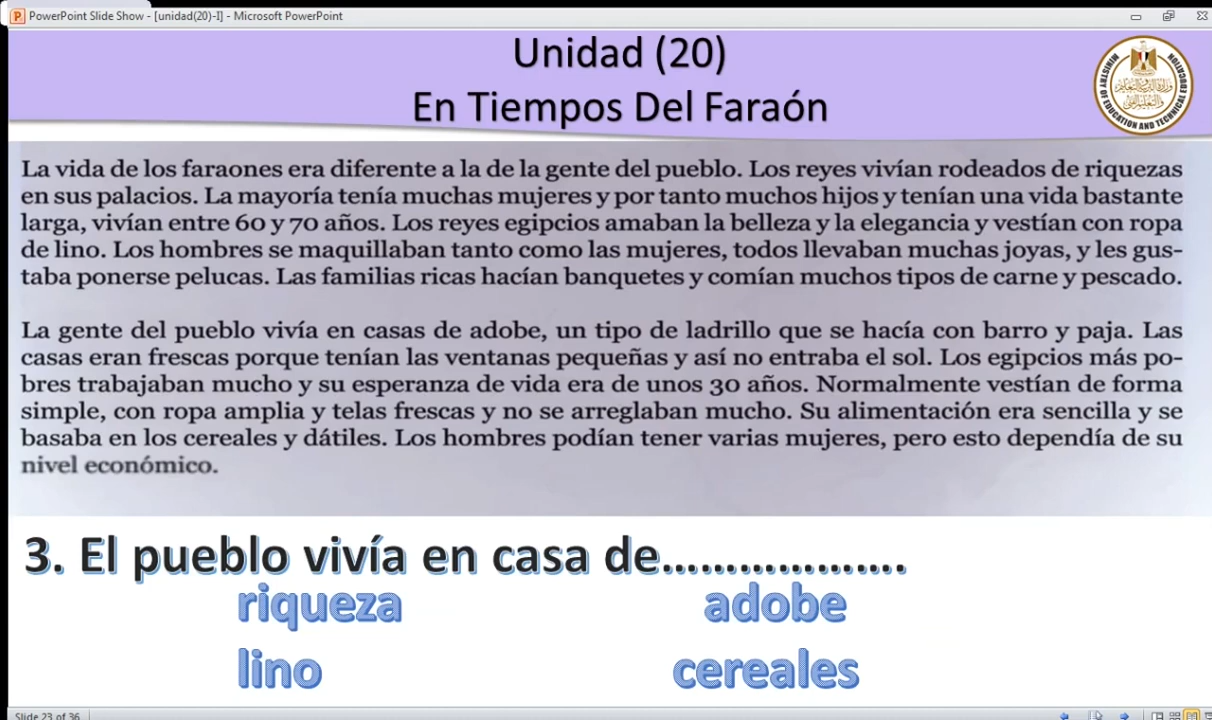 PowerPoint Slide Show - [unidad(20)-I] - Microsoft PowerPoint
Unidad (20)
En Tiempos Del Faraón
MINISTRY OF EDUCATION AND TECHNICAL EDUCATION
La vida de los faraones era diferente a la de la gente del pueblo. Los reyes vivían rodeados de riquezas
en sus palacios. La mayoría tenía muchas mujeres y por tanto muchos hijos y tenían una vida bastante
larga, vivían entre 60 y 70 años. Los reyes egipcios amaban la belleza y la elegancia y vestían con ropa
de lino. Los hombres se maquillaban tanto como las mujeres, todos llevaban muchas joyas, y les gus-
taba ponerse pelucas. Las familias ricas hacían banquetes y comían muchos tipos de carne y pescado.
La gente del pueblo vivía en casas de adobe, un tipo de ladrillo que se hacía con barro y paja. Las
casas eran frescas porque tenían las ventanas pequeñas y así no entraba el sol. Los egipcios más po-
bres trabajaban mucho y su esperanza de vida era de unos 30 años. Normalmente vestían de forma
simple, con ropa amplia y telas frescas y no se arreglaban mucho. Su alimentación era sencilla y se
basaba en los cereales y dátiles. Los hombres podían tener varias mujeres, pero esto dependía de su
nivel económico.
3. El pueblo vivía en casa de...................
riqueza adobe
lino cereales
Slide 23 of 36